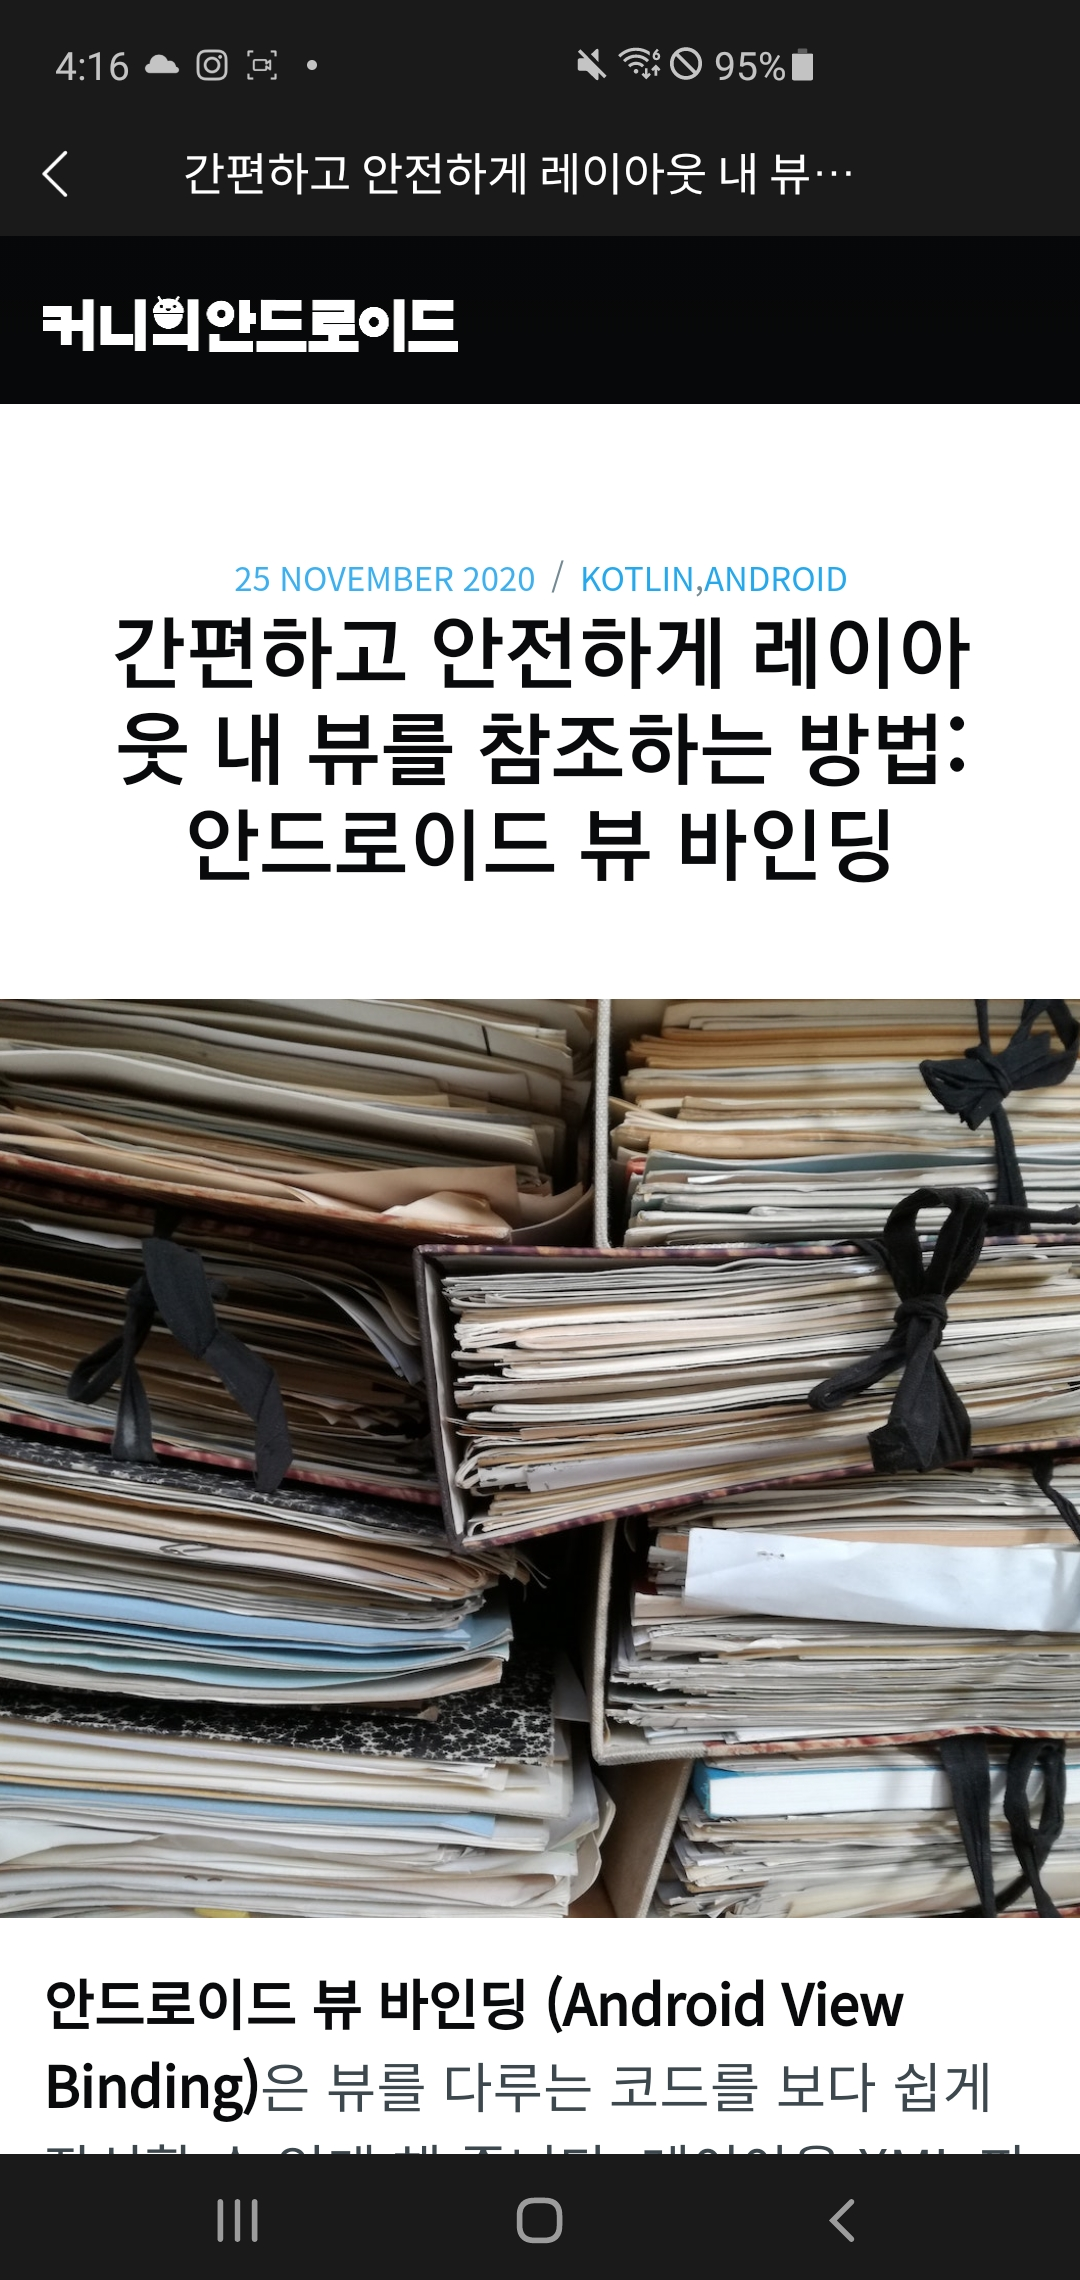 4:16
95%
간편하고 안전하게 레이아웃 내 뷰…
커니의안드로이드
25 NOVEMBER 2020 / KOTLIN,ANDROID
간편하고 안전하게 레이아
웃 내 뷰를 참조하는 방법:
안드로이드 뷰 바인딩
안드로이드 뷰 바인딩 (Android View
Binding)은 뷰를 다루는 코드를 보다 쉽게